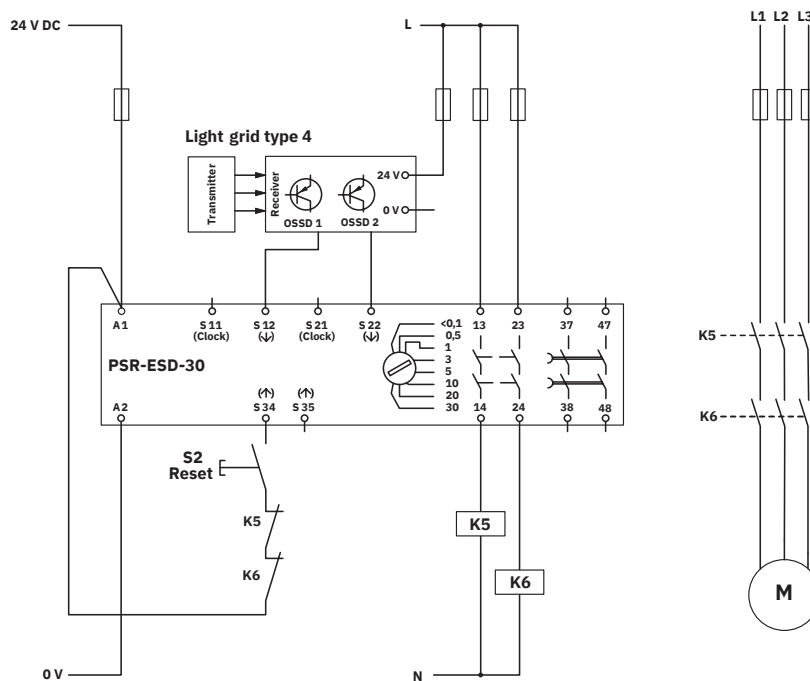 24 V DC
L
L1 L2 L3
Light grid type 4
Transmitter
Receiver
24 V
0 V
OSSD 1
OSSD 2
A1
S11
(Clock)
S12
(↓)
S21
(Clock)
S22
(↓)
<0,1
0,5
1
3
5
10
20
30
13
23
37
47
PSR-ESD-30
A2
(↑)
S34
(↑)
S35
14
24
38
48
K5
K6
S2
Reset
K5
K6
K5
K6
M
0 V
N